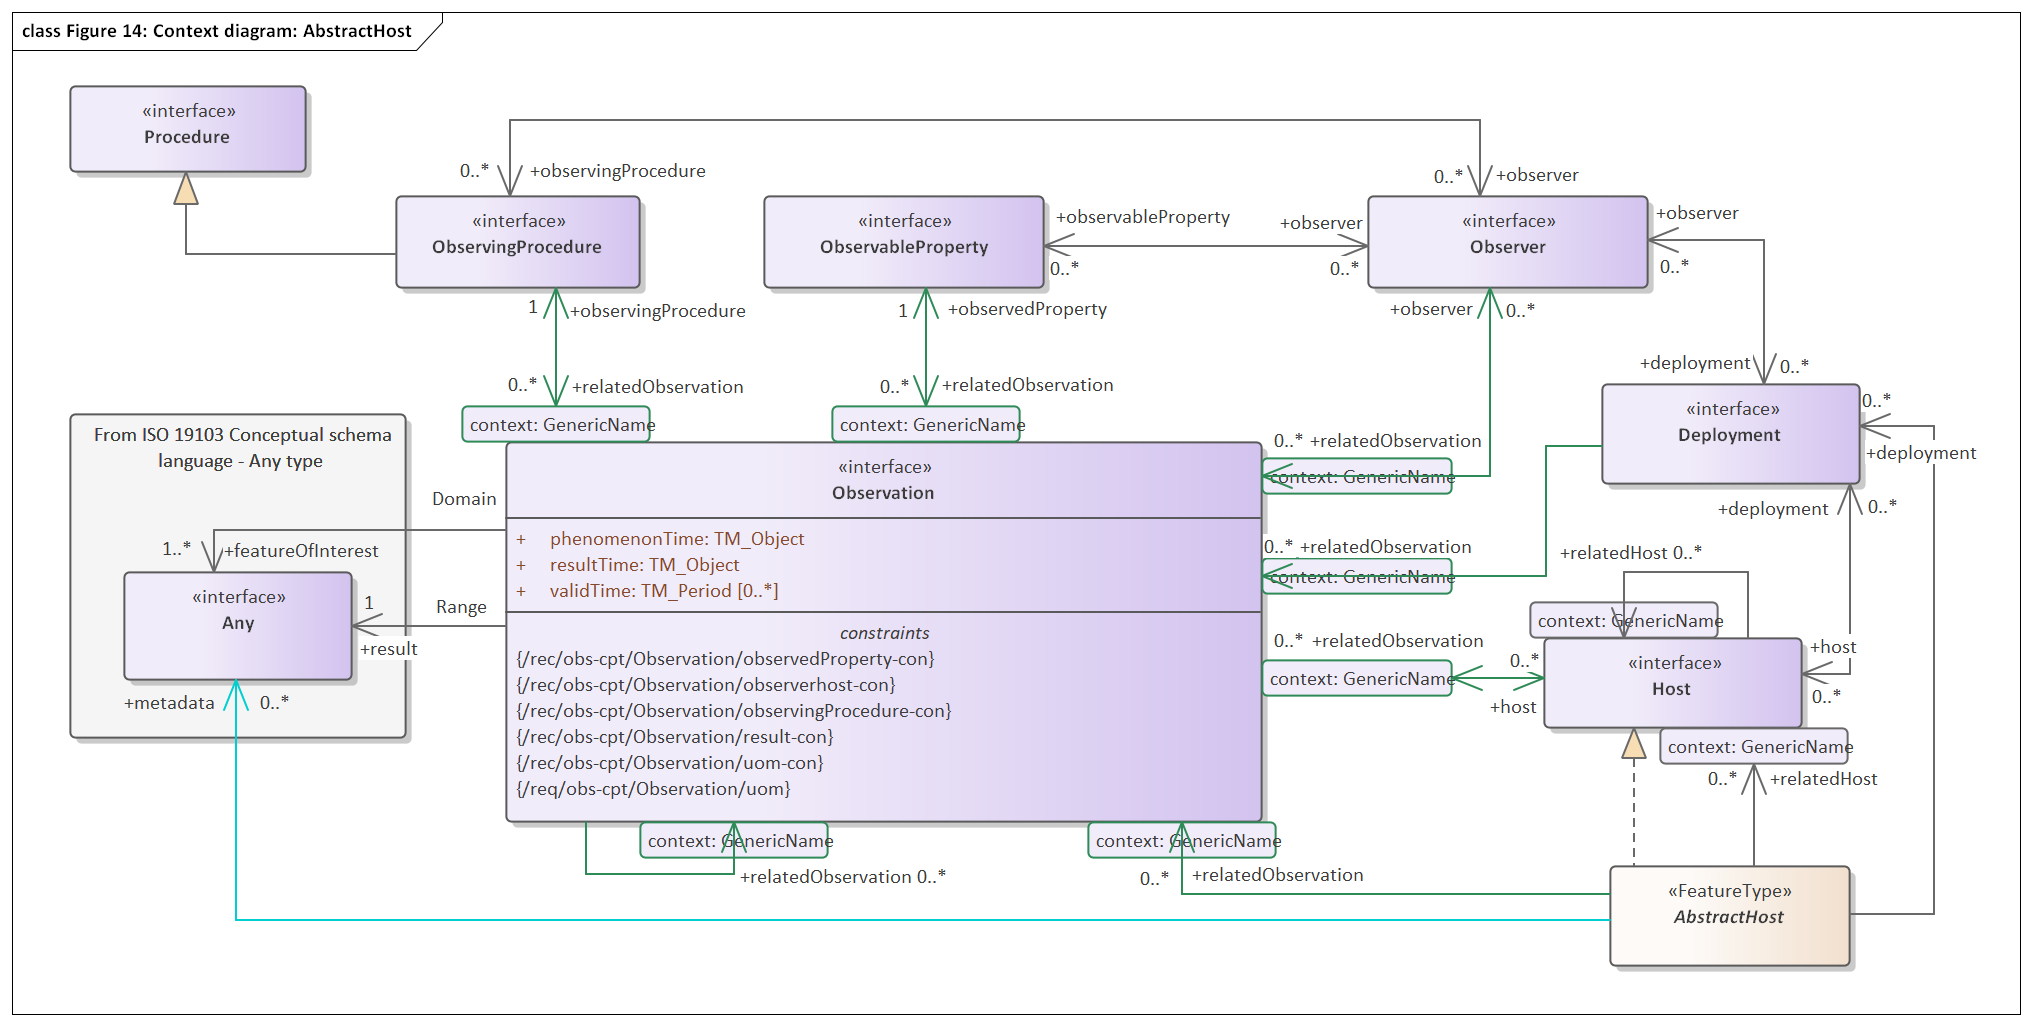 class Figure 14: Context diagram: AbstractHost
«interface»
Procedure
0..*
+observingProcedure
0..*
+observer
«interface»
ObservingProcedure
«interface»
ObservableProperty
+observableProperty
0..*
+observer
0..*
«interface»
Observer
+observer
0..*
1
+observingProcedure
1
+observedProperty
+observer
0..*
+deployment
0..*
0..*
+relatedObservation
0..*
+relatedObservation
«interface»
Deployment
0..*
+deployment
context: GenericName
context: GenericName
From ISO 19103 Conceptual schema
language - Any type
0..*
+relatedObservation
context: GenericName
«interface»
Observation
Domain
+deployment
0..*
+ phenomenonTime: TM_Object
+ resultTime: TM_Object
+ validTime: TM_Period [0..*]
1..*
+featureOfInterest
0..*
+relatedObservation
context: GenericName
+relatedHost 0..*
«interface»
Any
Range
1
+result
context: GenericName
constraints
{/rec/obs-cpt/Observation/observedProperty-con}
{/rec/obs-cpt/Observation/observerhost-con}
{/rec/obs-cpt/Observation/observingProcedure-con}
{/rec/obs-cpt/Observation/result-con}
{/rec/obs-cpt/Observation/uom-con}
{/req/obs-cpt/Observation/uom}
0..*
+relatedObservation
context: GenericName
0..*
+host
«interface»
Host
+host
0..*
+metadata
0..*
context: GenericName
0..*
+relatedHost
context: GenericName
+relatedObservation 0..*
context: GenericName
0..*
+relatedObservation
«FeatureType»
AbstractHost